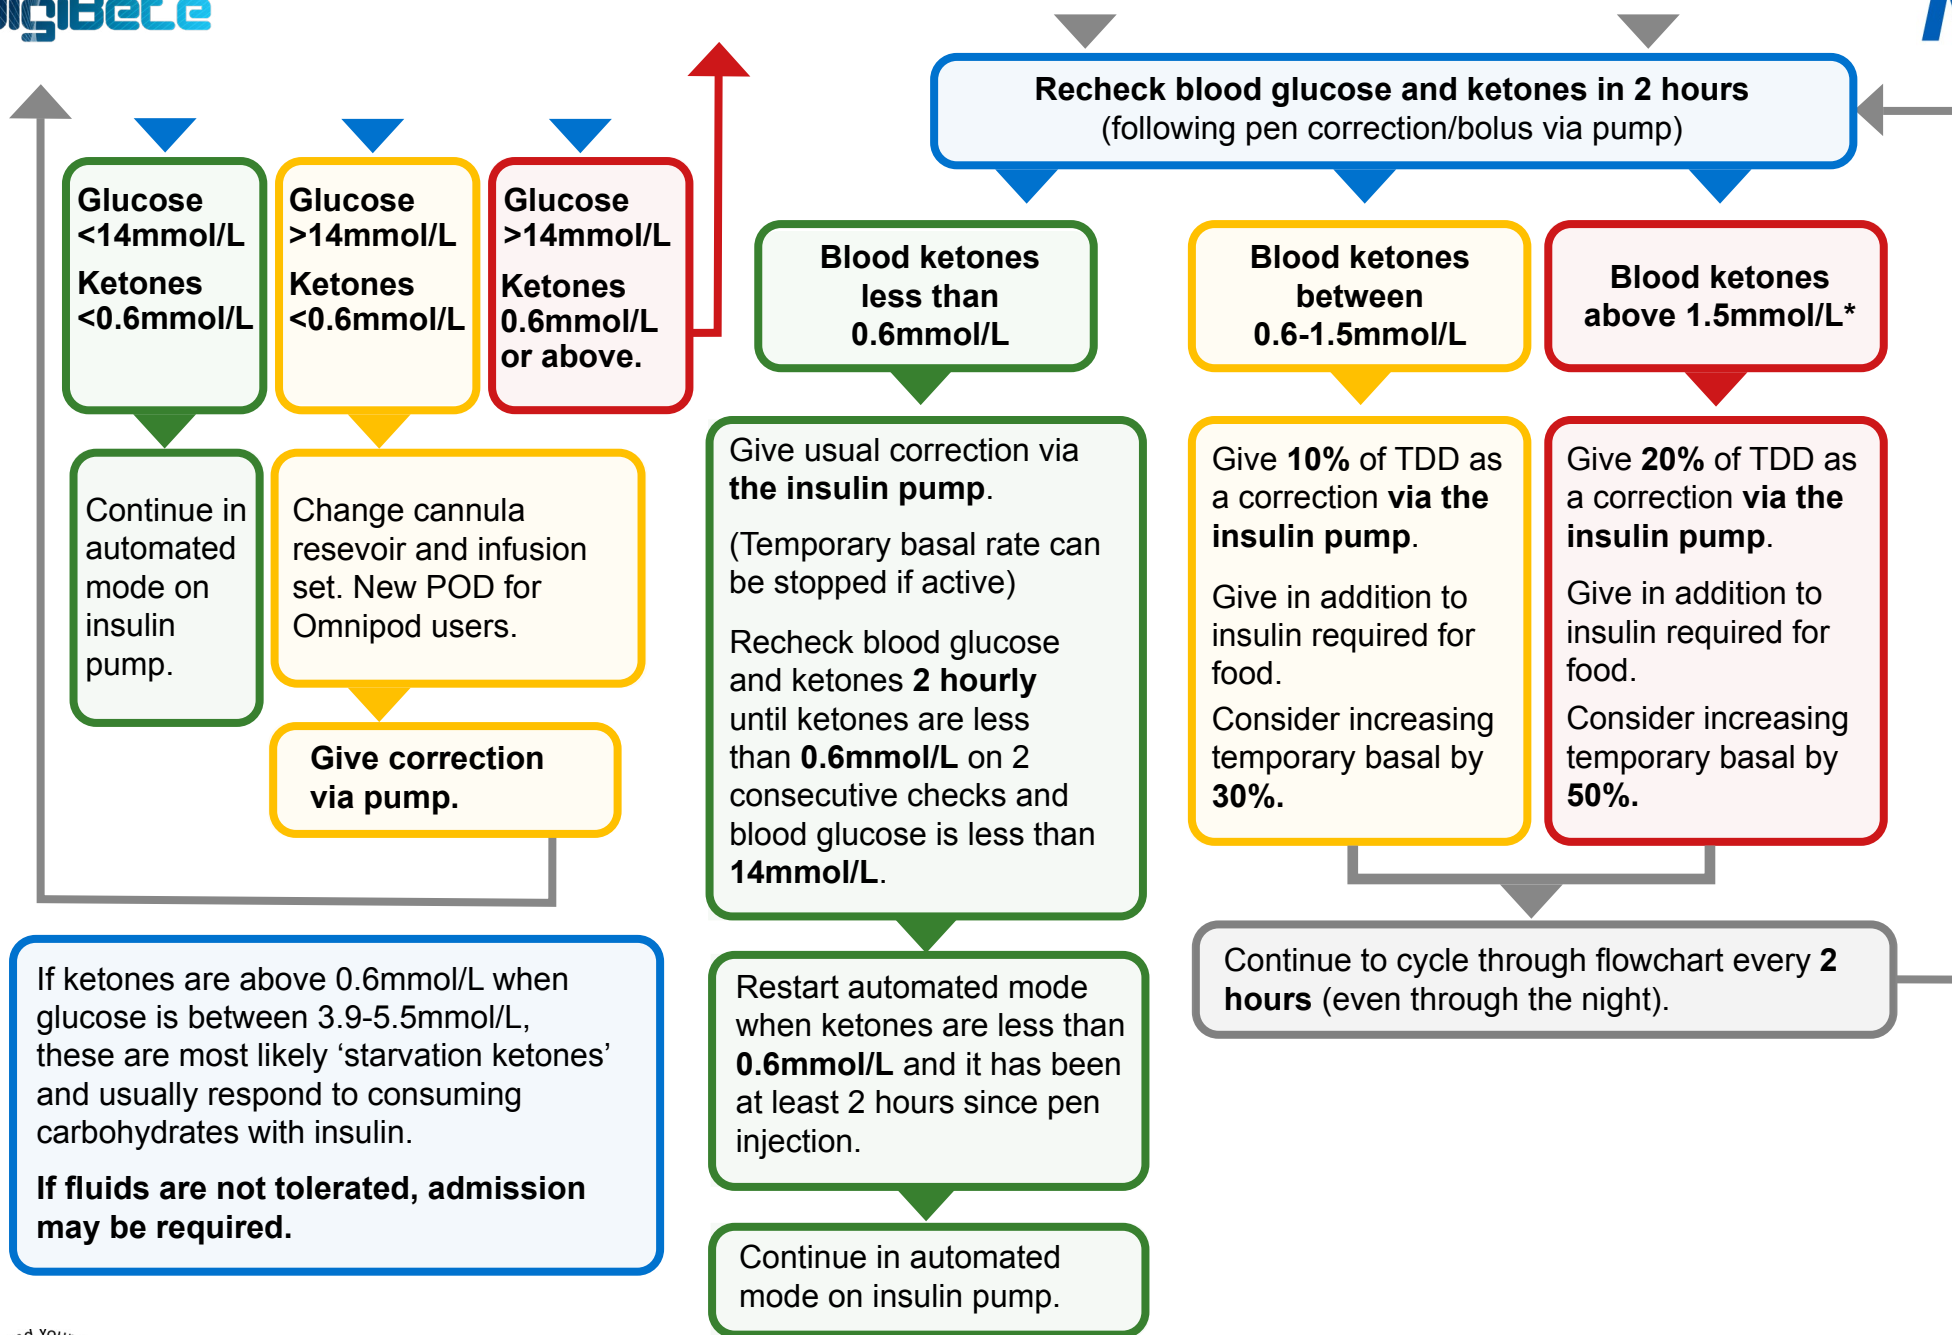 DigiBete
Recheck blood glucose and ketones in 2 hours
(following pen correction/bolus via pump)
Glucose
<14mmol/L
Ketones
<0.6mmol/L
Glucose
>14mmol/L
Ketones
<0.6mmol/L
Glucose
>14mmol/L
Ketones
0.6mmol/L
or above.
Continue in
automated
mode on
insulin
pump.
Change cannula
resevoir and infusion
set. New POD for
Omnipod users.
Give correction
via pump.
If ketones are above 0.6mmol/L when
glucose is between 3.9-5.5mmol/L,
these are most likely ‘starvation ketones’
and usually respond to consuming
carbohydrates with insulin.
If fluids are not tolerated, admission
may be required.
Blood ketones
less than
0.6mmol/L
Give usual correction via
the insulin pump.
(Temporary basal rate can
be stopped if active)
Recheck blood glucose
and ketones 2 hourly
until ketones are less
than 0.6mmol/L on 2
consecutive checks and
blood glucose is less than
14mmol/L.
Restart automated mode
when ketones are less than
0.6mmol/L and it has been
at least 2 hours since pen
injection.
Continue in automated
mode on insulin pump.
Blood ketones
between
0.6-1.5mmol/L
Give 10% of TDD as
a correction via the
insulin pump.
Give in addition to
insulin required for
food.
Consider increasing
temporary basal by
30%.
Blood ketones
above 1.5mmol/L*
Give 20% of TDD as
a correction via the
insulin pump.
Give in addition to
insulin required for
food.
Consider increasing
temporary basal by
50%.
Continue to cycle through flowchart every 2
hours (even through the night).